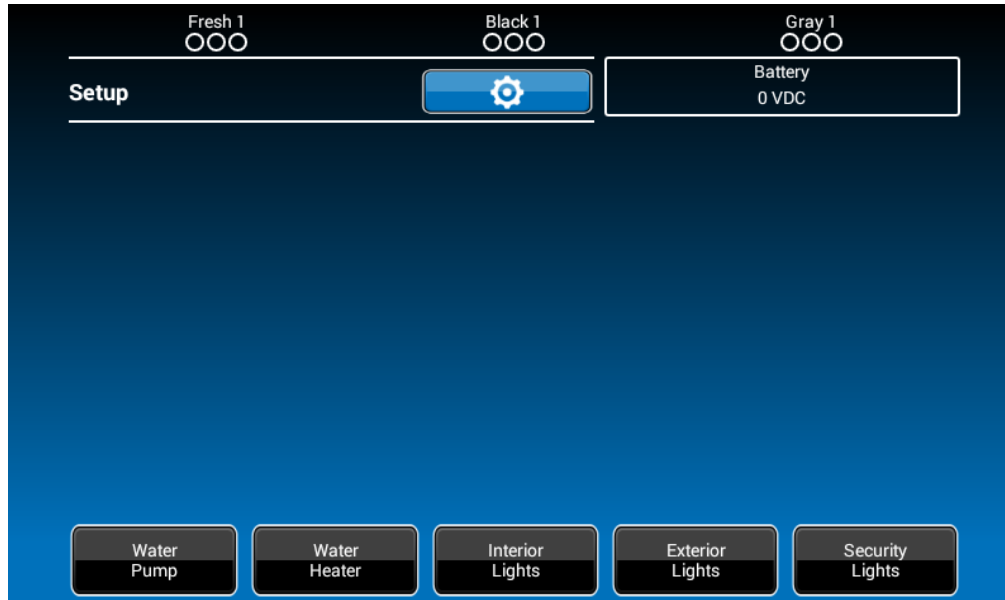 Fresh 1
Black 1
Gray 1
Setup
Battery
0 VDC
Water
Pump
Water
Heater
Interior
Lights
Exterior
Lights
Security
Lights